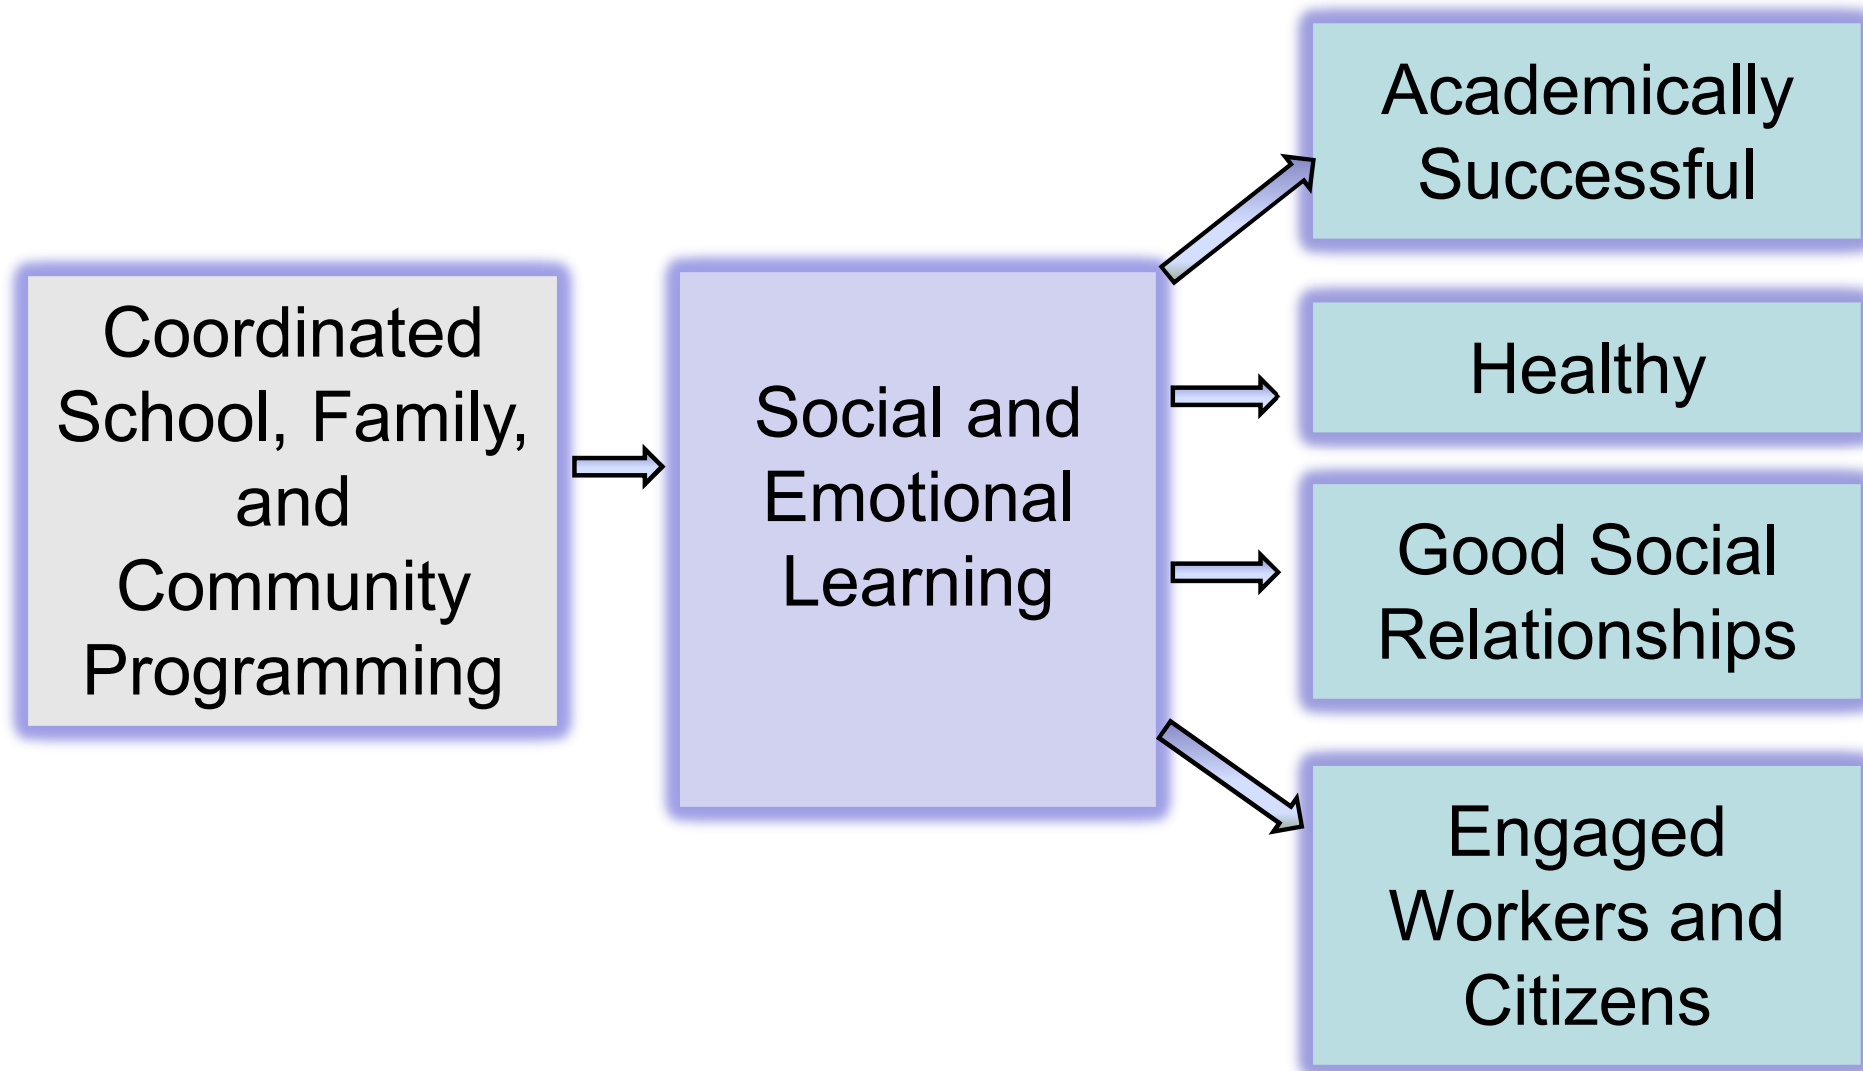 Coordinated
School, Family,
and
Community
Programming
Social and
Emotional
Learning
Academically
Successful
Healthy
Good Social
Relationships
Engaged
Workers and
Citizens